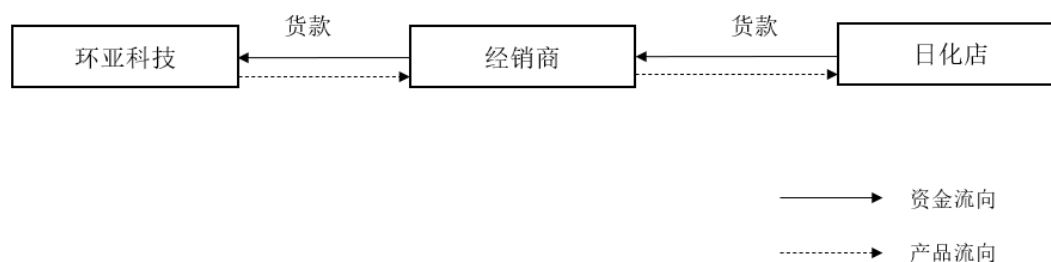 货款
货款
环亚科技
经销商
日化店
资金流向
产品流向